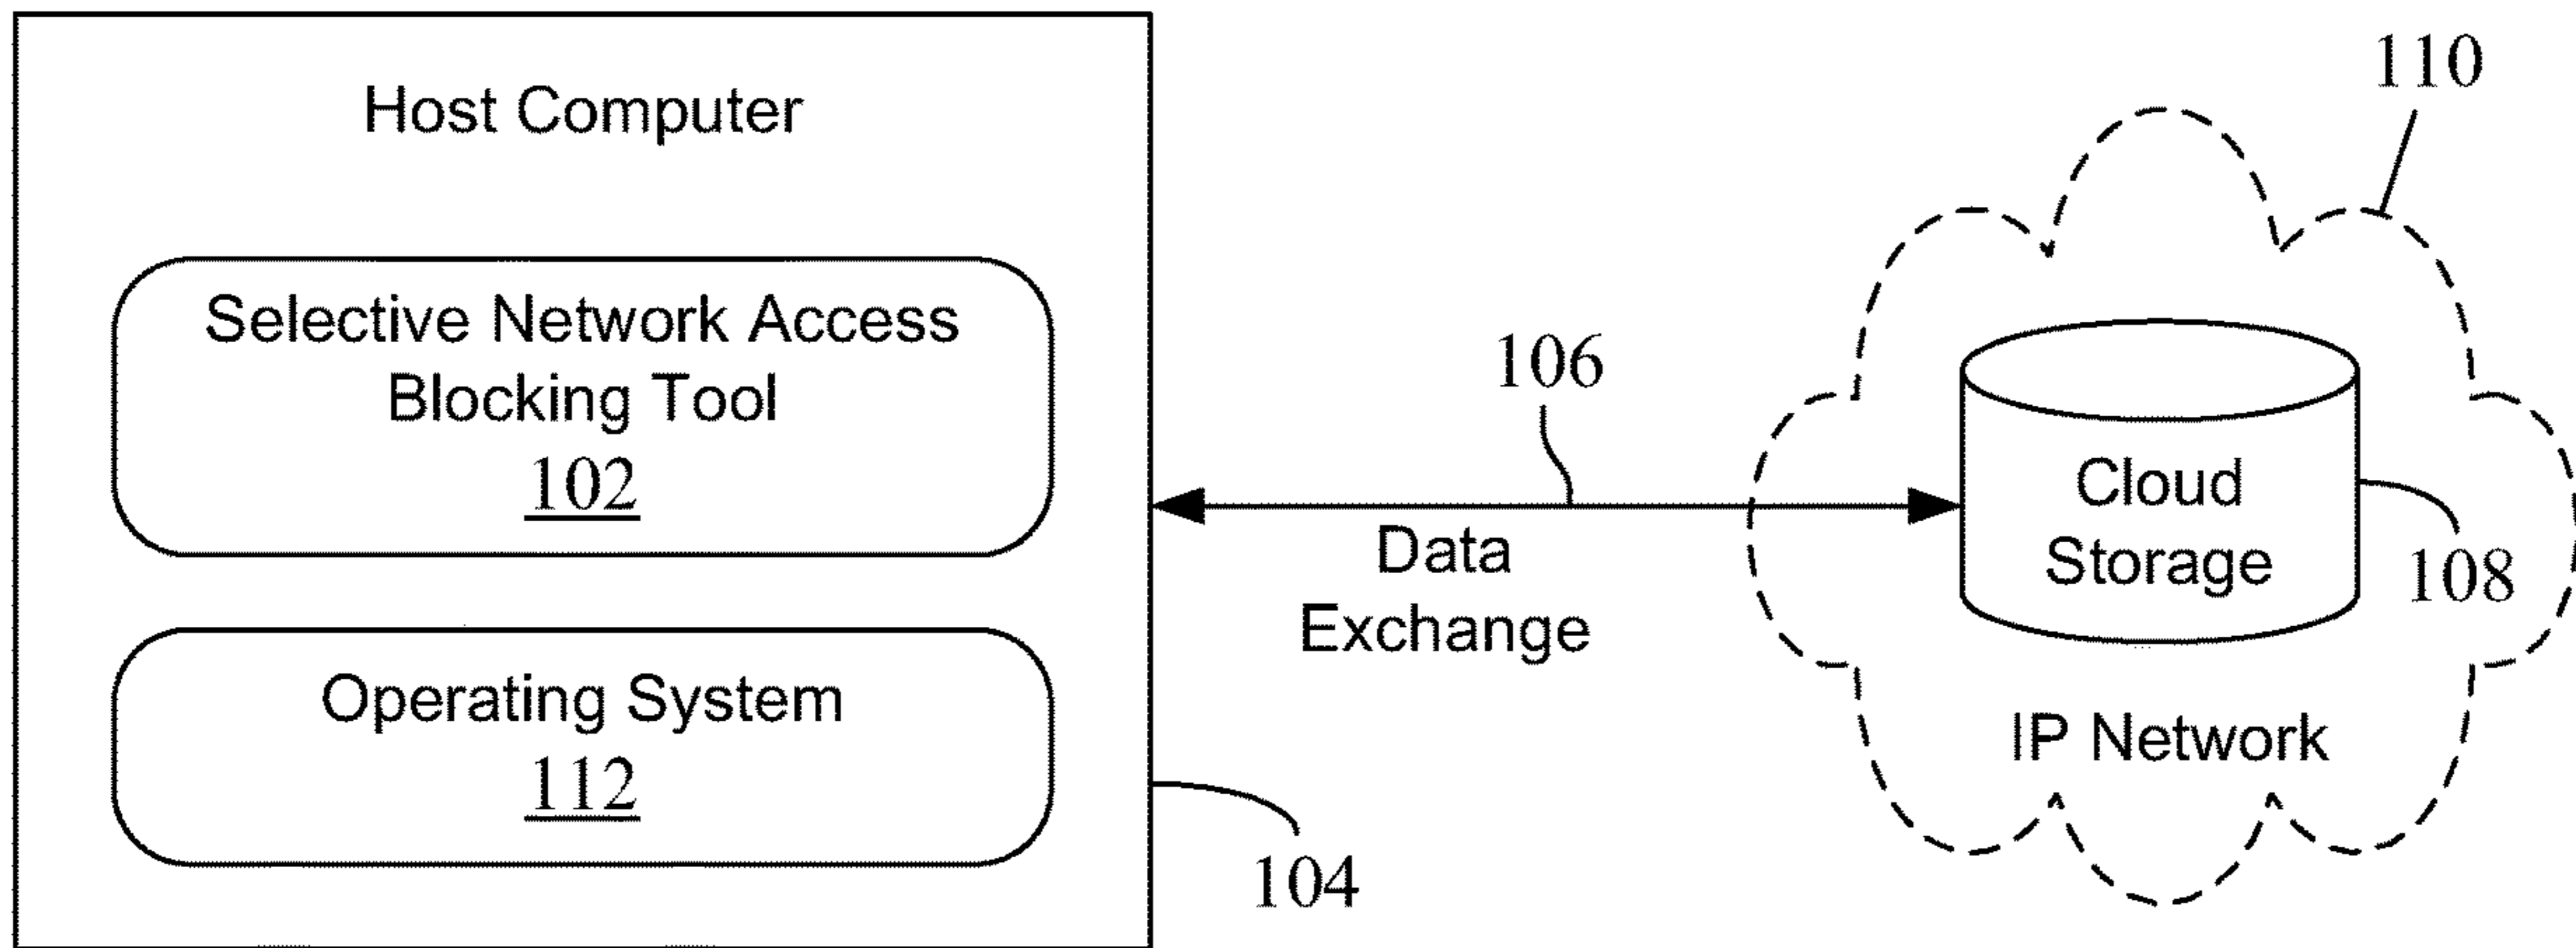 Host Computer
Selective Network Access
Blocking Tool
102
Operating System
112
104
106
Data
Exchange
110
Cloud
Storage
108
IP Network